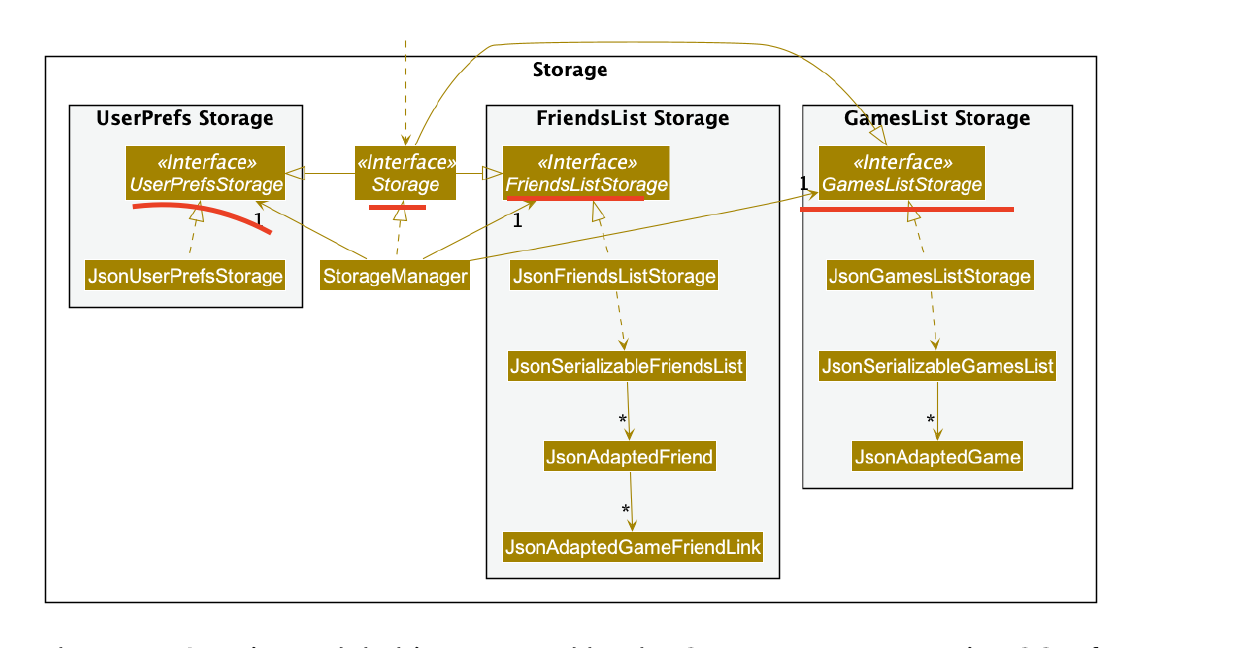 Storage
UserPrefs Storage
FriendsList Storage
GamesList Storage
«Interface»
UserPrefsStorage
«Interface»
Storage
«Interface»
FriendsListStorage
«Interface»
GamesListStorage
1
1
1
JsonUserPrefsStorage
StorageManager
JsonFriendsListStorage
JsonGamesListStorage
JsonSerializableFriendsList
JsonSerializableGamesList
*
*
JsonAdaptedFriend
JsonAdaptedGame
*
JsonAdaptedGameFriendLink